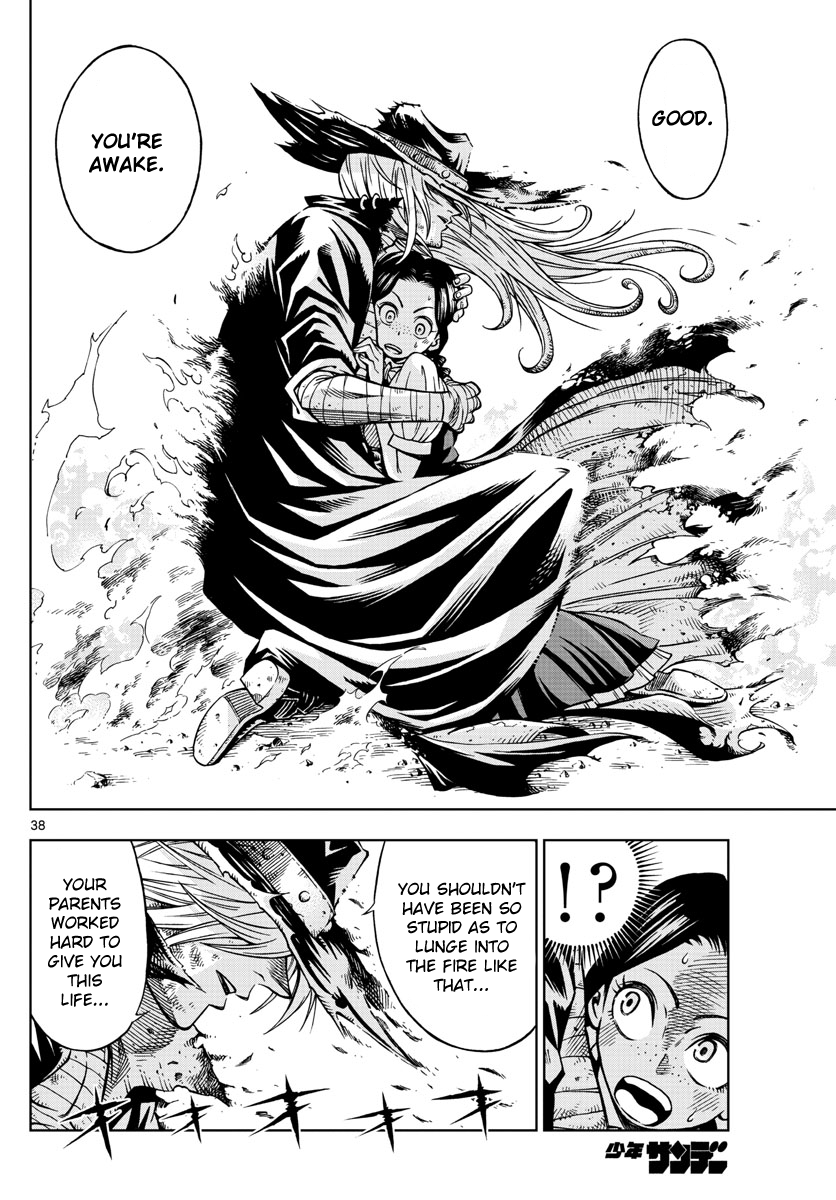 GOOD.
YOU'RE
AWAKE.
38
!?
YOU SHOULDN'T
HAVE BEEN SO
STUPID AS TO
LUNGE INTO
THE FIRE LIKE
THAT...
YOUR
PARENTS
WORKED
HARD TO
GIVE YOU
THIS
LIFE...
少年サンデー